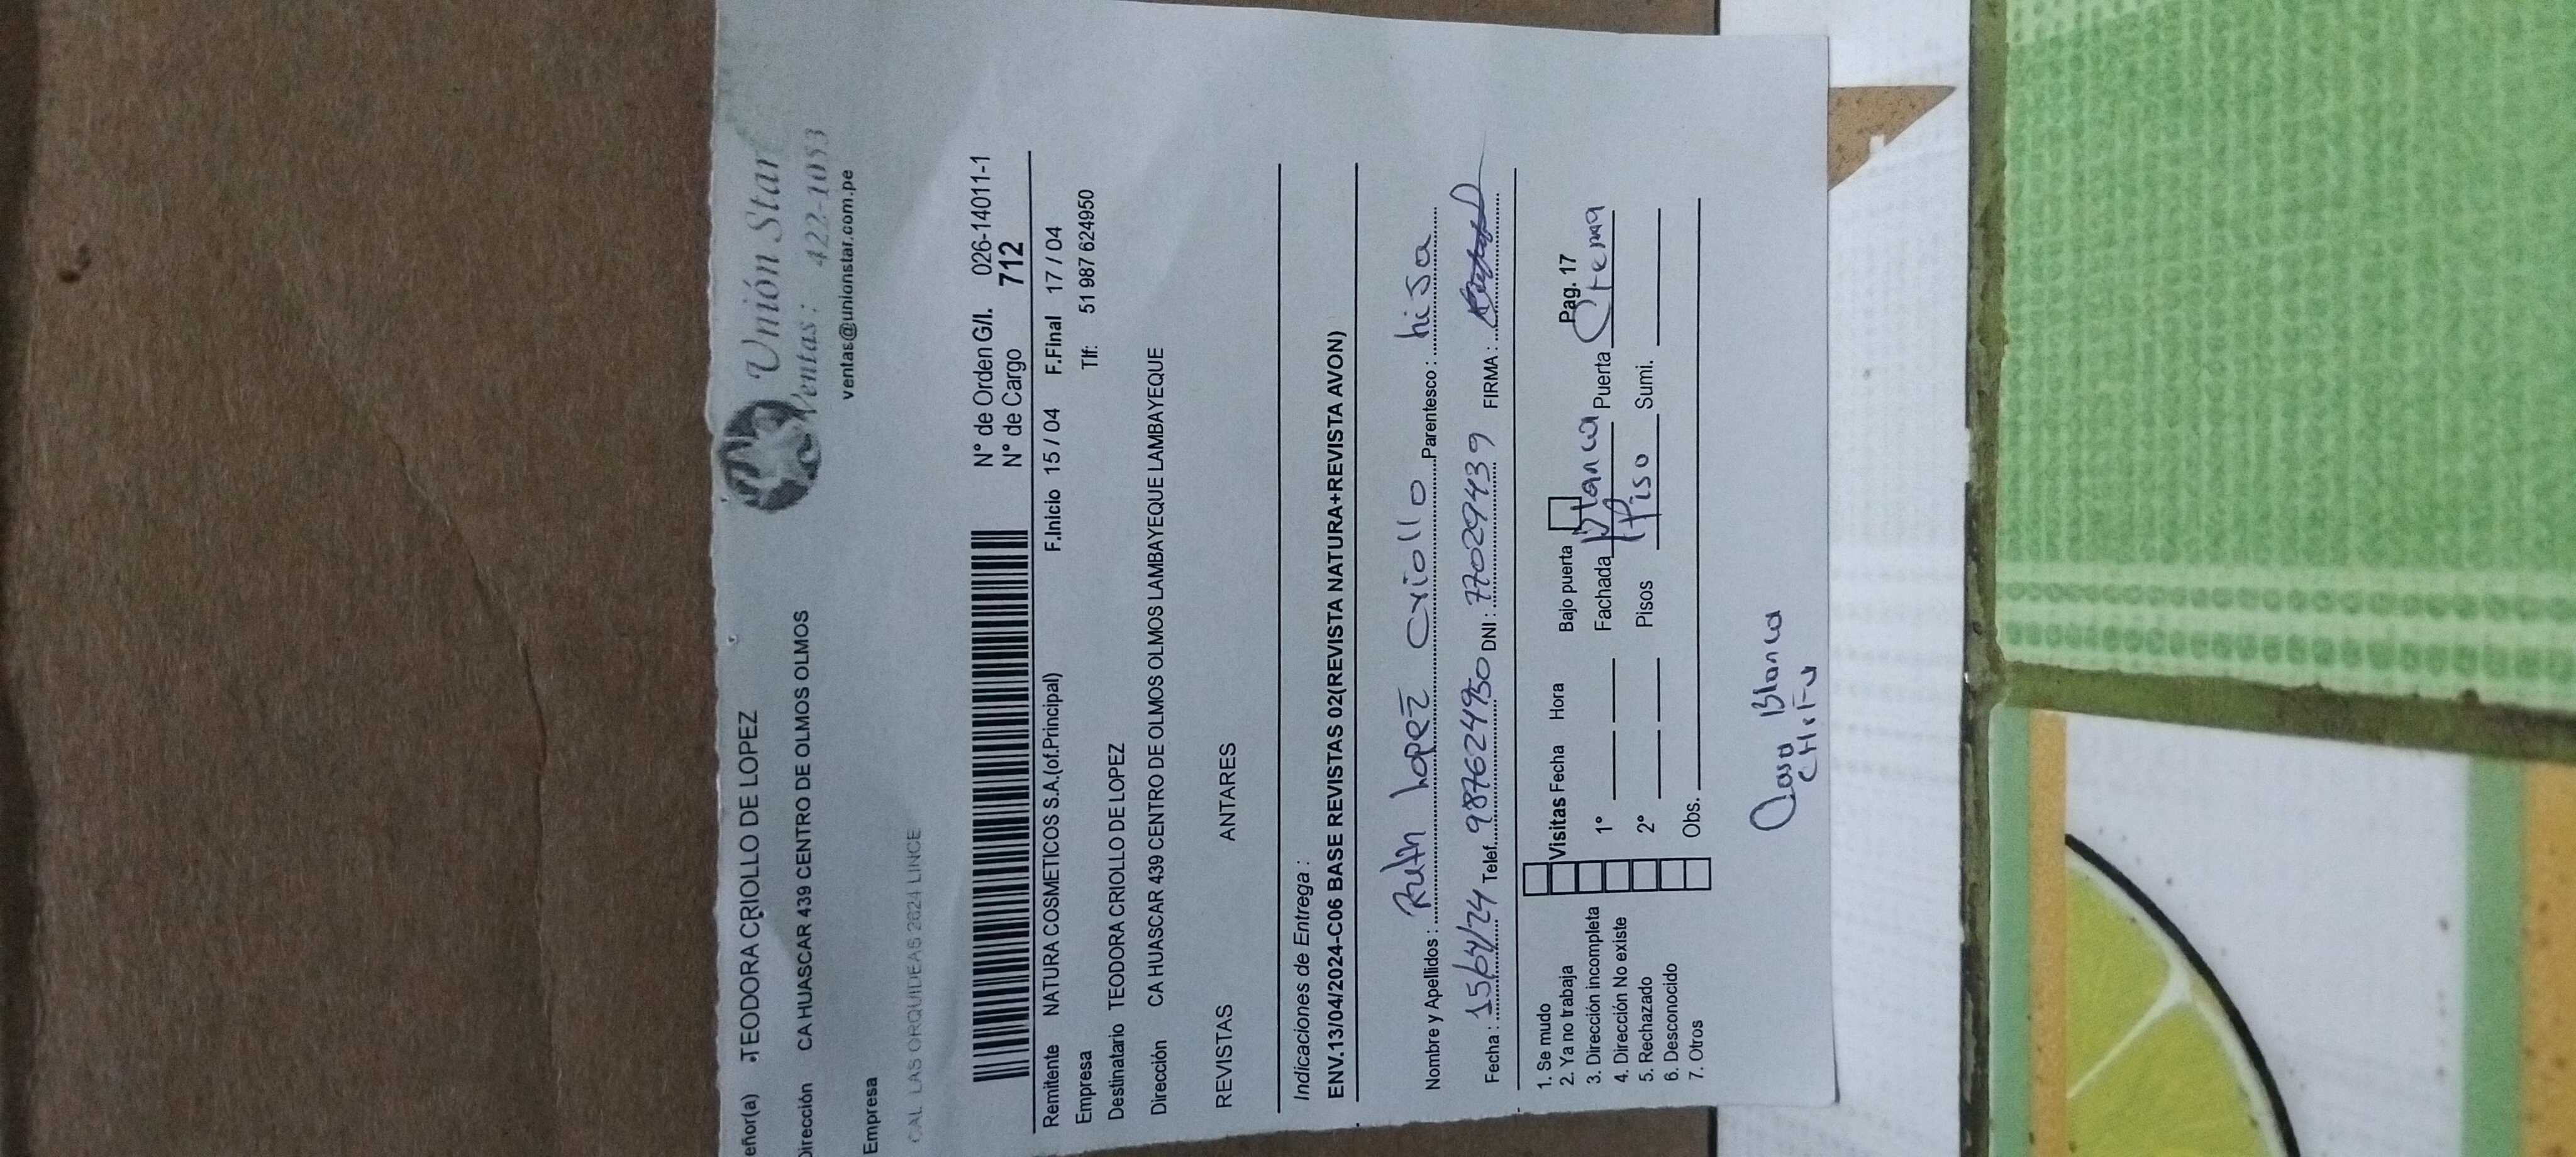 eñor(a) TEODORA CRIOLLO DE LOPEZ
Dirección CA HUASCAR 439 CENTRO DE OLMOS OLMOS
Empresa
CAL LAS ORQUIDEAS 2624 LINCE
Unión Star
Ventas: 422-1053
ventas@unionstar.com.pe
N° de Orden G/I. 026-14011-1
N° de Cargo 712
Remitente NATURA COSMETICOS S.A.(of.Principal) F.Inicio 15 / 04 F.Final 17 / 04
Empresa Tlf: 51 987 624950
Destinatario TEODORA CRIOLLO DE LOPEZ
Dirección CA HUASCAR 439 CENTRO DE OLMOS LAMBAYEQUE LAMBAYEQUE
REVISTAS ANTARES
Indicaciones de Entrega :
ENV.13/04/2024-C06 BASE REVISTAS 02(REVISTA NATURA+REVISTA AVON)
Nombre y Apellidos : Ruth Lopez Criollo Parentesco : hija
Fecha : 15/04/24 Telef. 987624950 DNI : 77029439 FIRMA :
1. Se mudo Visitas Fecha Hora Bajo puerta Pag. 17
2. Ya no trabaja
3. Dirección incompleta 1° Fachada Blanca Puerta Crema
4. Dirección No existe
5. Rechazado 2° Pisos 1 Piso Sumi.
6. Desconocido
7. Otros Obs.
Casa Blanca